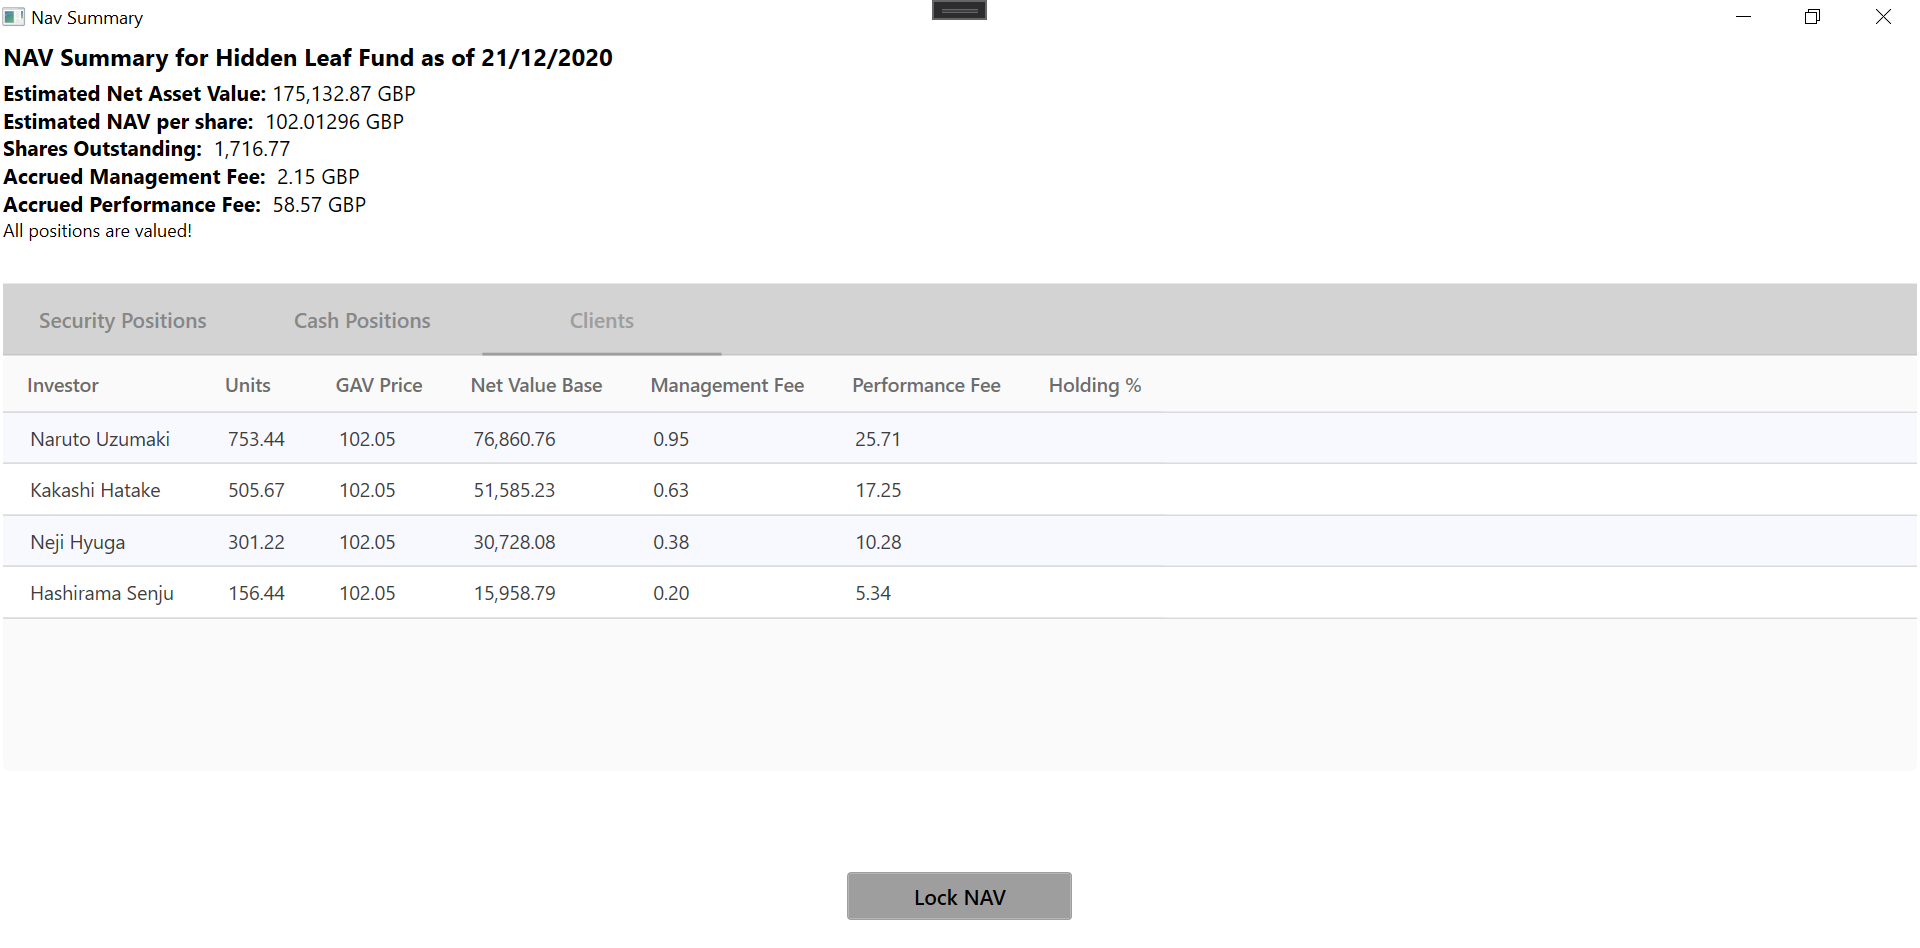 Nav Summary
NAV Summary for Hidden Leaf Fund as of 21/12/2020
Estimated Net Asset Value: 175,132.87 GBP
Estimated NAV per share: 102.01296 GBP
Shares Outstanding: 1,716.77
Accrued Management Fee: 2.15 GBP
Accrued Performance Fee: 58.57 GBP
All positions are valued!
Security Positions Cash Positions Clients
Investor Units GAV Price Net Value Base Management Fee Performance Fee Holding %
Naruto Uzumaki 753.44 102.05 76,860.76 0.95 25.71
Kakashi Hatake 505.67 102.05 51,585.23 0.63 17.25
Neji Hyuga 301.22 102.05 30,728.08 0.38 10.28
Hashirama Senju 156.44 102.05 15,958.79 0.20 5.34
Lock NAV